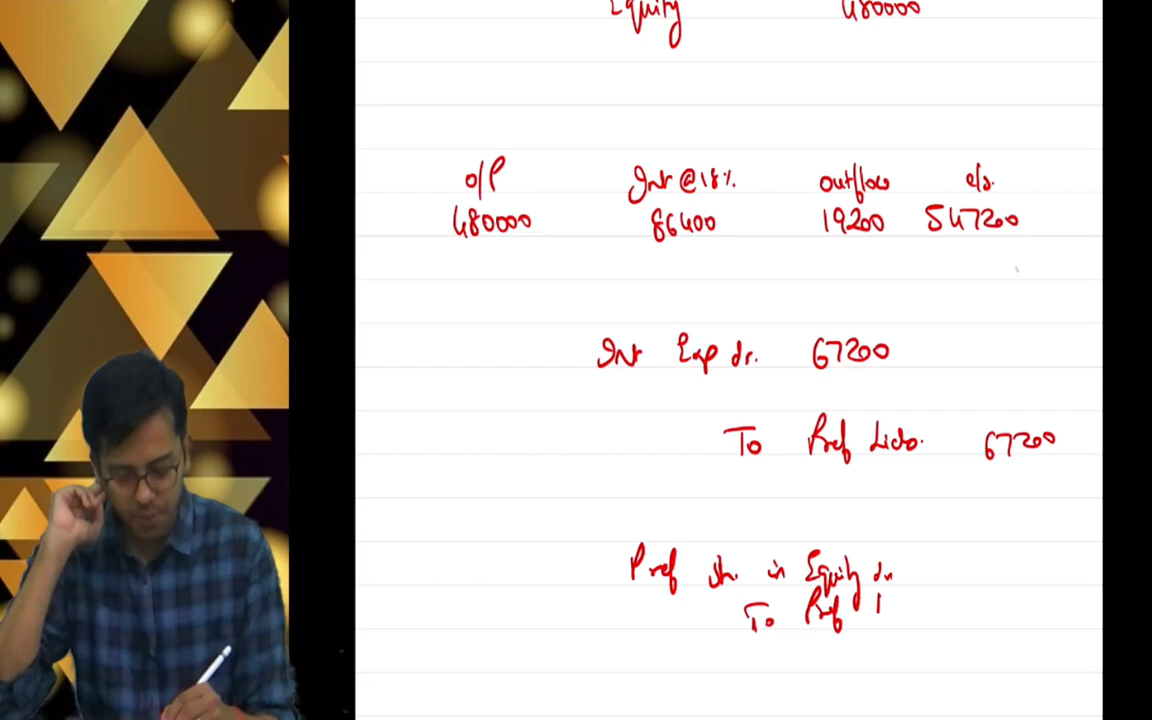 Equity 480000
O/P Int @ 18% Outflow c/s.
480000 86400 19200 547200
Int Exp dr. 67200
To Pref Liab. 67200
Pref sh. in Equity dr
To Pref l